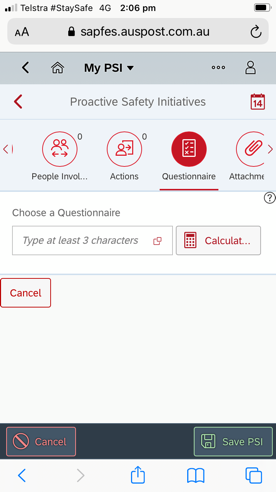 Telstra #StaySafe 4G 2:06 pm
AA sapfes.auspost.com.au
My PSI
Proactive Safety Initiatives
14
0 0
People Invol... Actions Questionnaire Attachme
?
Choose a Questionnaire
Type at least 3 characters Calculat...
Cancel
Cancel Save PSI